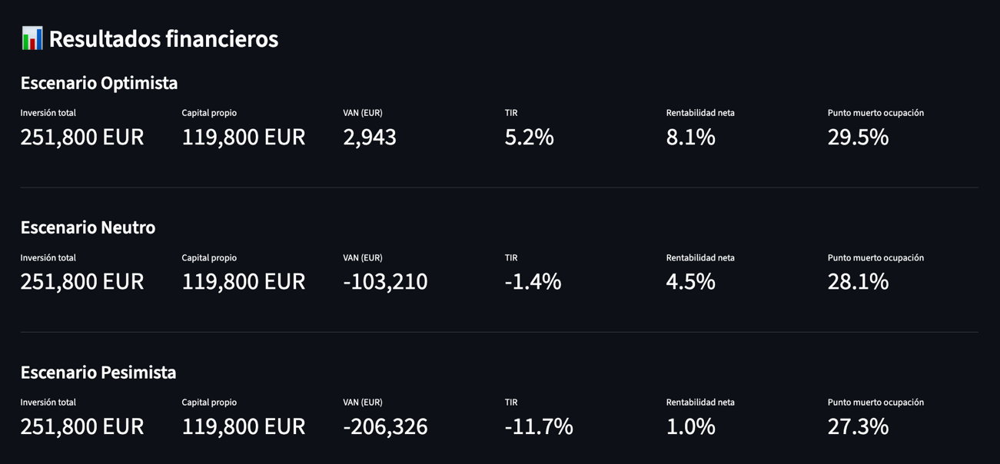 📊 Resultados financieros
Escenario Optimista
Inversión total Capital propio VAN (EUR) TIR Rentabilidad neta Punto muerto ocupación
251,800 EUR 119,800 EUR 2,943 5.2% 8.1% 29.5%
Escenario Neutro
Inversión total Capital propio VAN (EUR) TIR Rentabilidad neta Punto muerto ocupación
251,800 EUR 119,800 EUR -103,210 -1.4% 4.5% 28.1%
Escenario Pesimista
Inversión total Capital propio VAN (EUR) TIR Rentabilidad neta Punto muerto ocupación
251,800 EUR 119,800 EUR -206,326 -11.7% 1.0% 27.3%